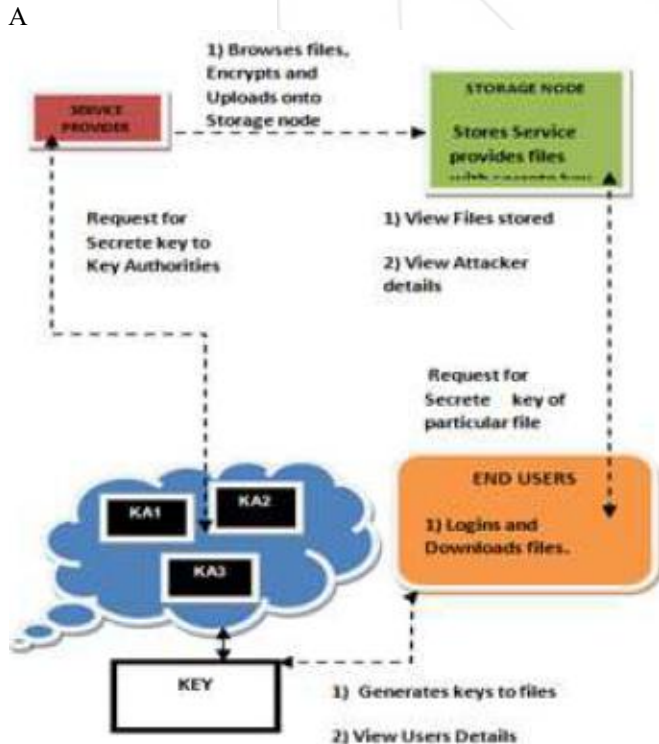 A
1) Browses files,
Encrypts and
Uploads onto
Storage node
SERVICE
PROVIDER
STORAGE NODE
Stores Service
provides files
with secrete key
Request for
Secrete key to
Key Authorities
1) View Files stored
2) View Attacker
details
Request for
Secrete key of
particular file
END USERS
1) Logins and
Downloads files.
KA1
KA2
KA3
KEY
1) Generates keys to files
2) View Users Details